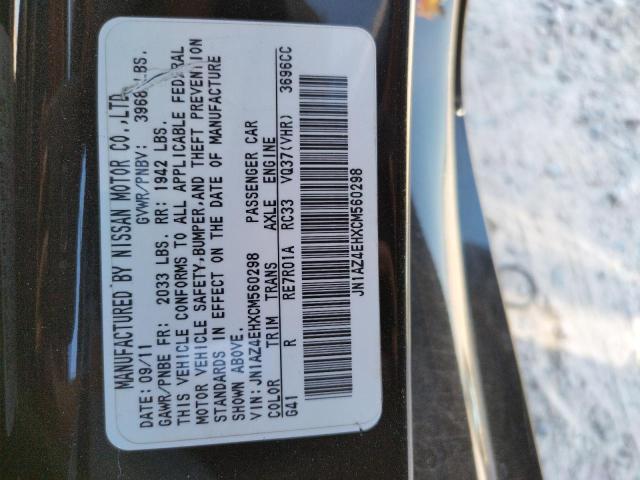 MANUFACTURED BY NISSAN MOTOR CO.,LTD.
DATE: 09/11 GVWR/PNBV: 3968 LBS.
GAWR/PNBE FR: 2033 LBS. RR: 1942 LBS.
THIS VEHICLE CONFORMS TO ALL APPLICABLE FEDERAL
MOTOR VEHICLE SAFETY,BUMPER,AND THEFT PREVENTION
STANDARDS IN EFFECT ON THE DATE OF MANUFACTURE
SHOWN ABOVE.
VIN: JN1AZ4EHXCM560298 PASSENGER CAR
COLOR TRIM TRANS AXLE ENGINE
G41 R RE7R01A RC33 VQ37(VHR) 3696CC
JN1AZ4EHXCM560298